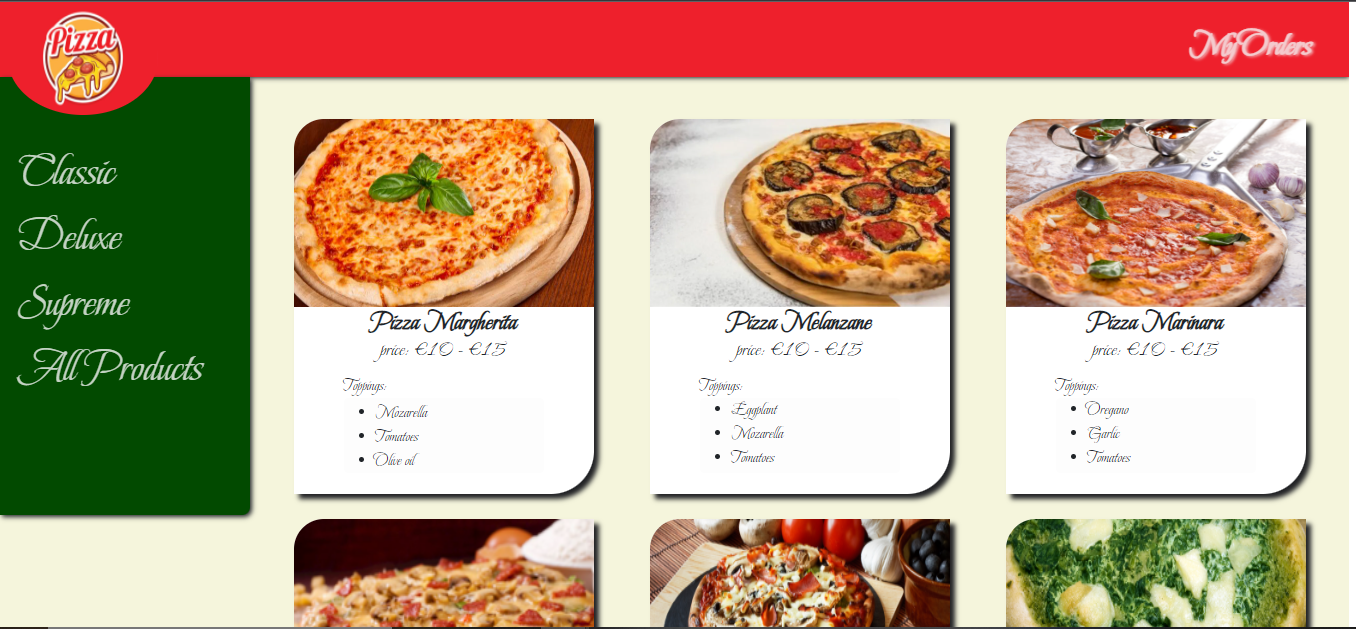 Pizza
MyOrders
Classic
Deluxe
Supreme
All Products
Pizza Margherita
price: €10 - €15
Toppings:
Mozarella
Tomatoes
Olive oil
Pizza Melanzane
price: €10 - €15
Toppings:
Eggplant
Mozarella
Tomatoes
Pizza Marinara
price: €10 - €15
Toppings:
Oregano
Garlic
Tomatoes